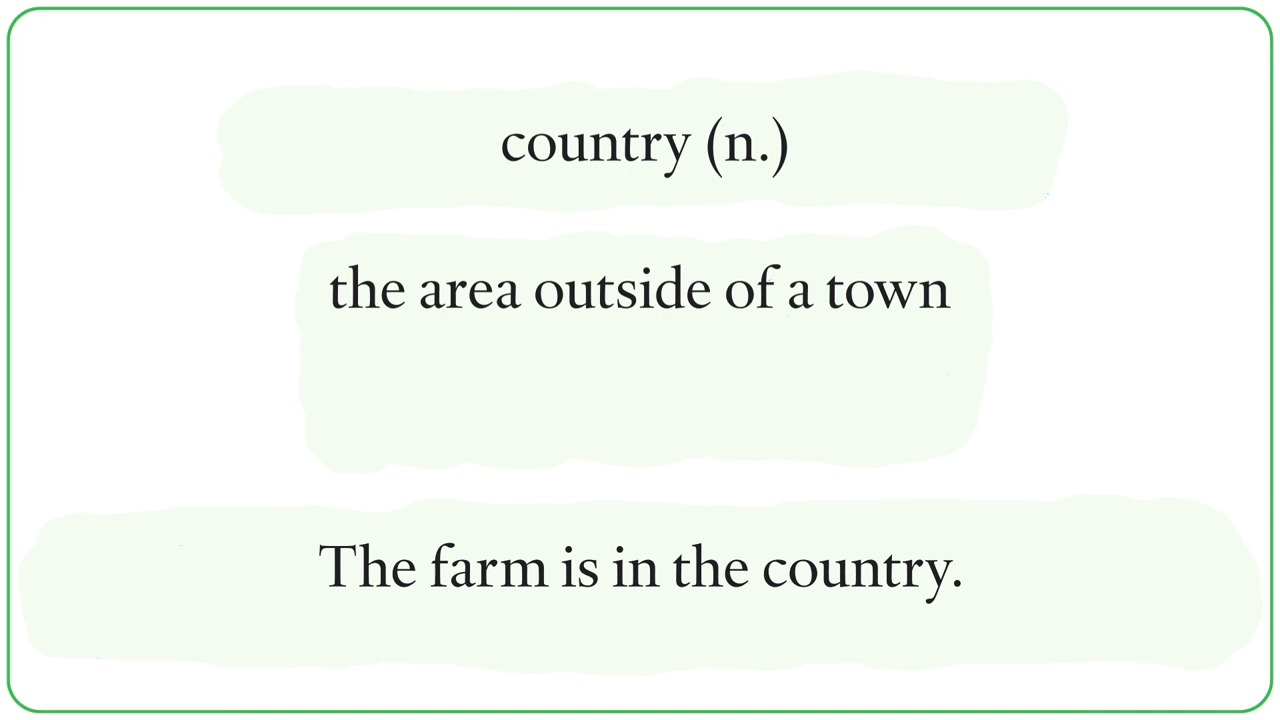 country (n.)
the area outside of a town
The farm is in the country.